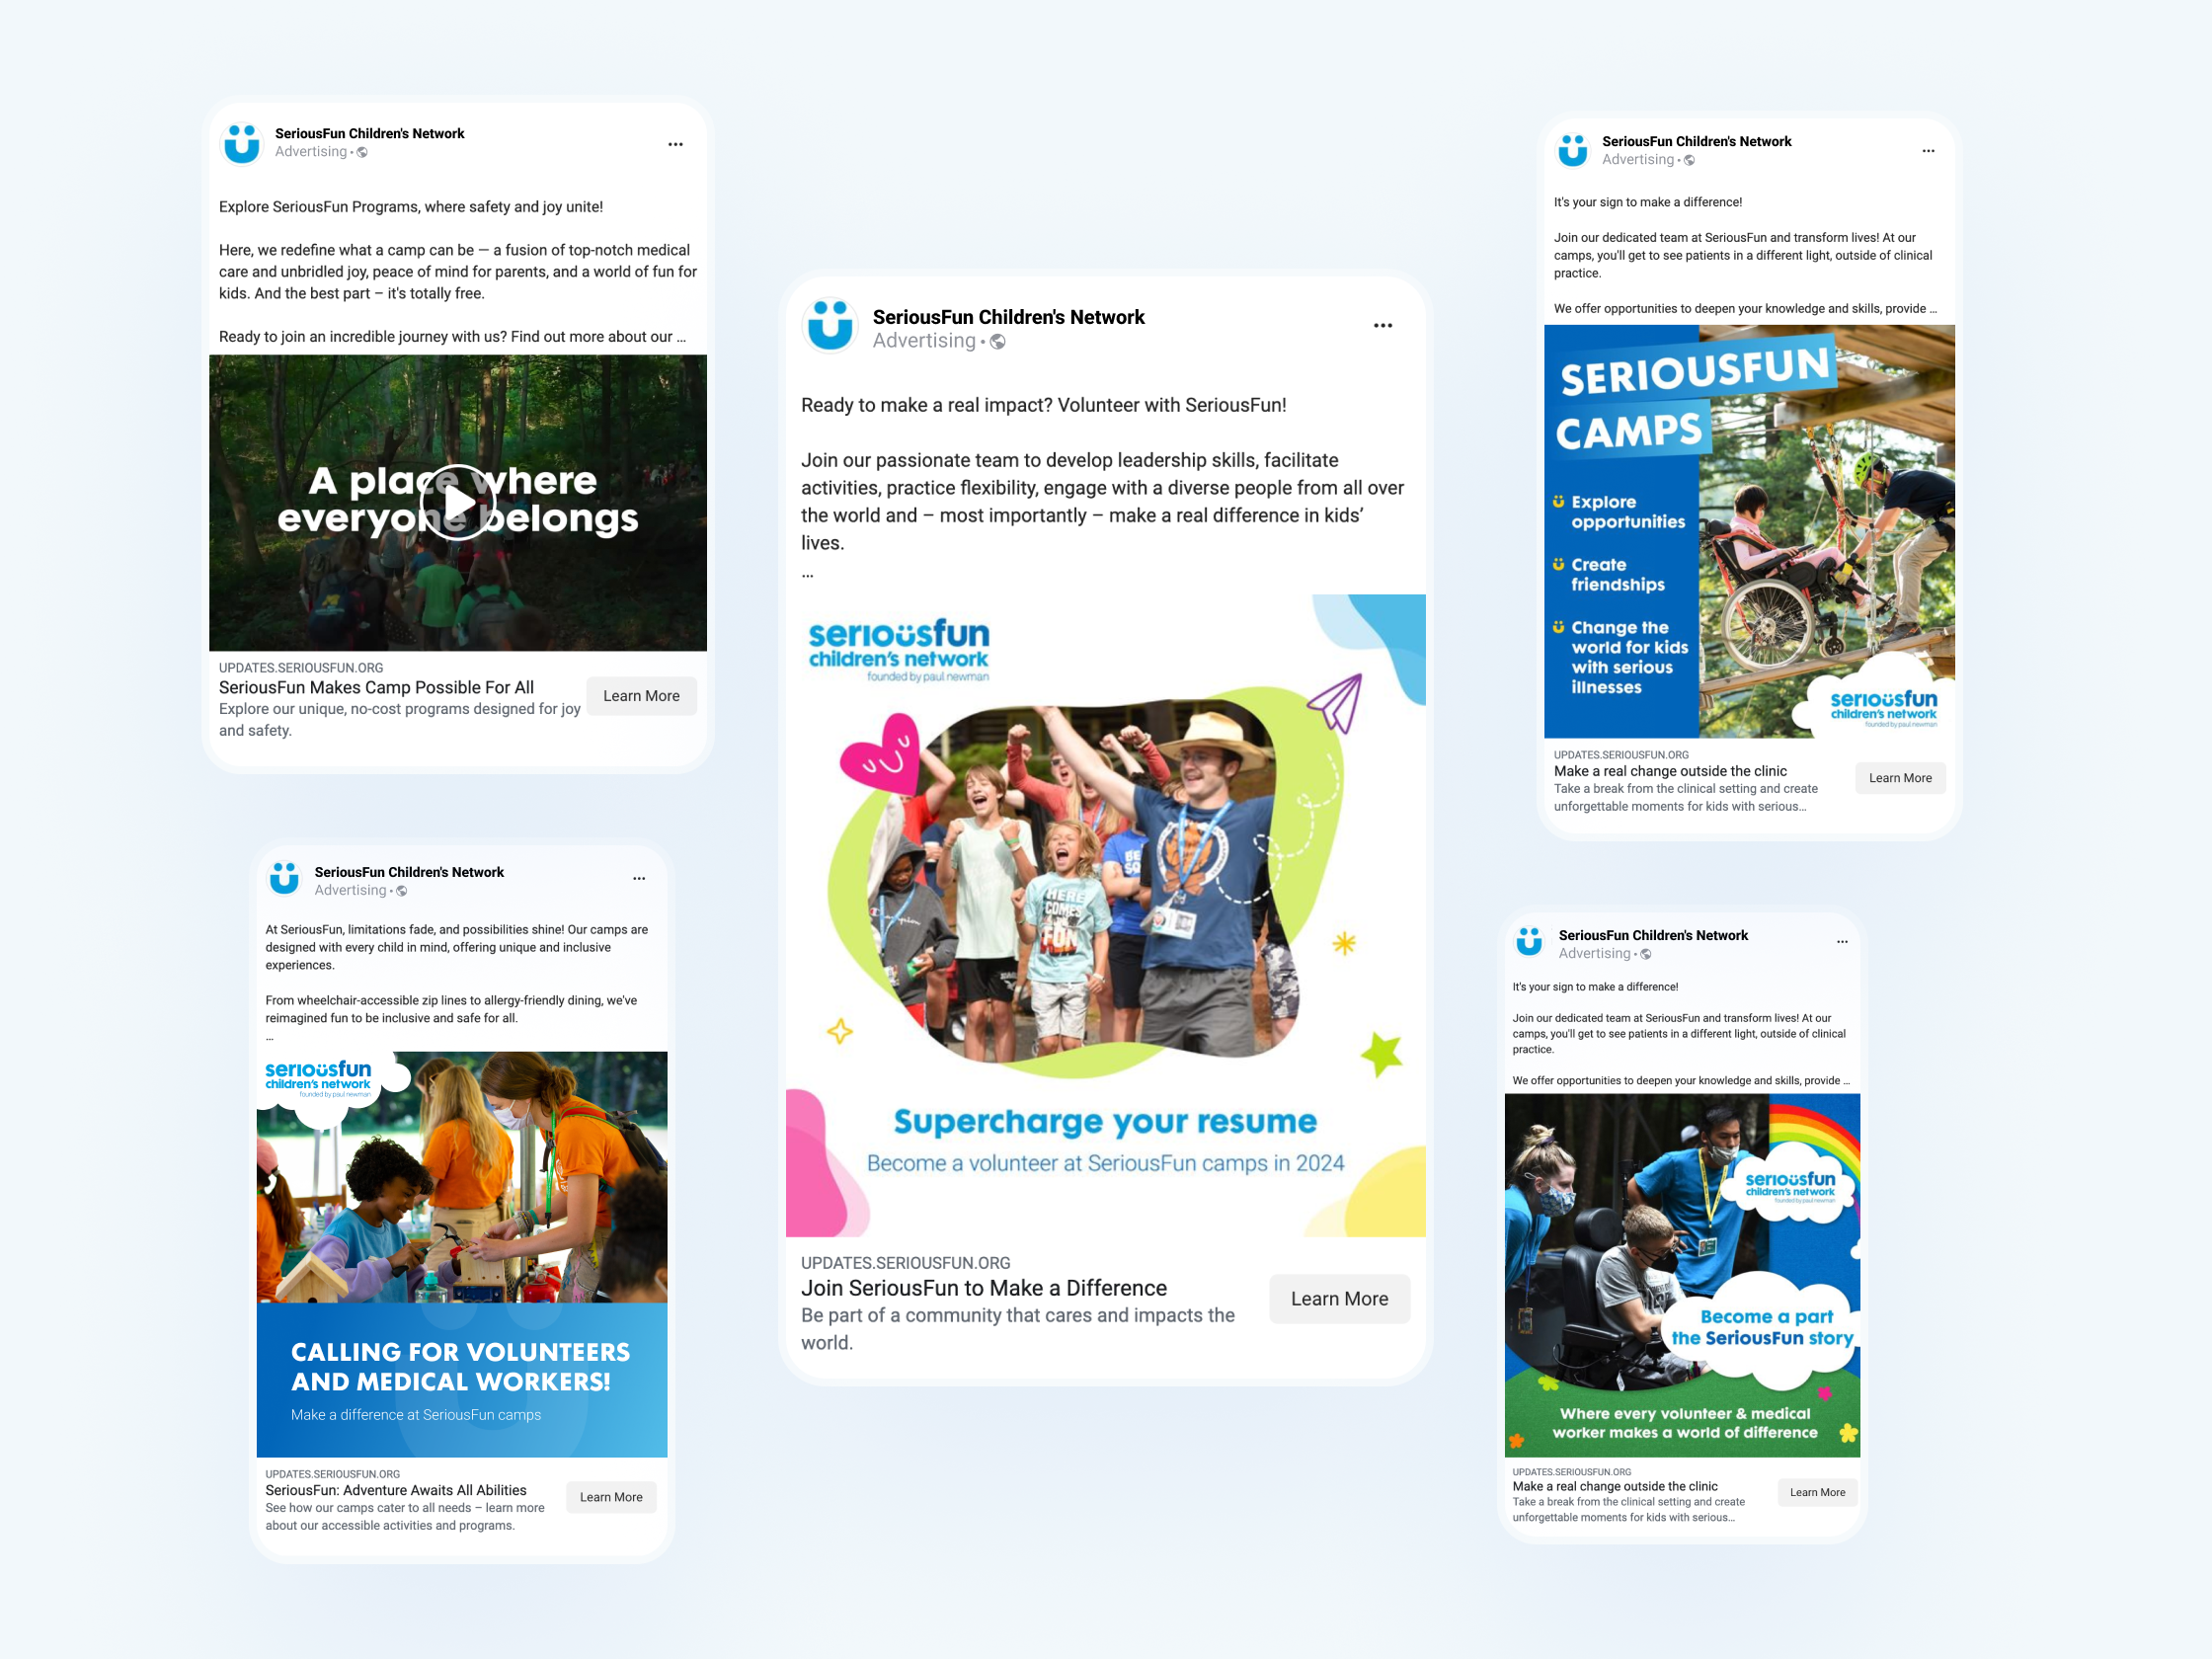 SeriousFun Children's Network
Advertising •
Explore SeriousFun Programs, where safety and joy unite!
Here, we redefine what a camp can be — a fusion of top-notch medical
care and unbridled joy, peace of mind for parents, and a world of fun for
kids. And the best part – it's totally free.
Ready to join an incredible journey with us? Find out more about our ...
A place where
everyone belongs
UPDATES.SERIOUSFUN.ORG
SeriousFun Makes Camp Possible For All
Explore our unique, no-cost programs designed for joy
and safety.
Learn More
SeriousFun Children's Network
Advertising •
At SeriousFun, limitations fade, and possibilities shine! Our camps are
designed with every child in mind, offering unique and inclusive
experiences.
From wheelchair-accessible zip lines to allergy-friendly dining, we've
reimagined fun to be inclusive and safe for all.
...
seriousfun
children's network
founded by paul newman
CALLING FOR VOLUNTEERS
AND MEDICAL WORKERS!
Make a difference at SeriousFun camps
UPDATES.SERIOUSFUN.ORG
SeriousFun: Adventure Awaits All Abilities
See how our camps cater to all needs – learn more
about our accessible activities and programs.
Learn More
SeriousFun Children's Network
Advertising •
Ready to make a real impact? Volunteer with SeriousFun!
Join our passionate team to develop leadership skills, facilitate
activities, practice flexibility, engage with a diverse people from all over
the world and – most importantly – make a real difference in kids’
lives.
...
seriousfun
children's network
founded by paul newman
HERE
COMES
FUN
BE
SO
Supercharge your resume
Become a volunteer at SeriousFun camps in 2024
UPDATES.SERIOUSFUN.ORG
Join SeriousFun to Make a Difference
Be part of a community that cares and impacts the
world.
Learn More
SeriousFun Children's Network
Advertising •
It's your sign to make a difference!
Join our dedicated team at SeriousFun and transform lives! At our
camps, you'll get to see patients in a different light, outside of clinical
practice.
We offer opportunities to deepen your knowledge and skills, provide ...
SERIOUSFUN
CAMPS
Explore
opportunities
Create
friendships
Change the
world for kids
with serious
illnesses
seriousfun
children's network
founded by paul newman
UPDATES.SERIOUSFUN.ORG
Make a real change outside the clinic
Take a break from the clinical setting and create
unforgettable moments for kids with serious...
Learn More
SeriousFun Children's Network
Advertising •
It's your sign to make a difference!
Join our dedicated team at SeriousFun and transform lives! At our
camps, you'll get to see patients in a different light, outside of clinical
practice.
We offer opportunities to deepen your knowledge and skills, provide ...
seriousfun
children's network
founded by paul newman
Become a part
the SeriousFun story
Where every volunteer & medical
worker makes a world of difference
UPDATES.SERIOUSFUN.ORG
Make a real change outside the clinic
Take a break from the clinical setting and create
unforgettable moments for kids with serious...
Learn More